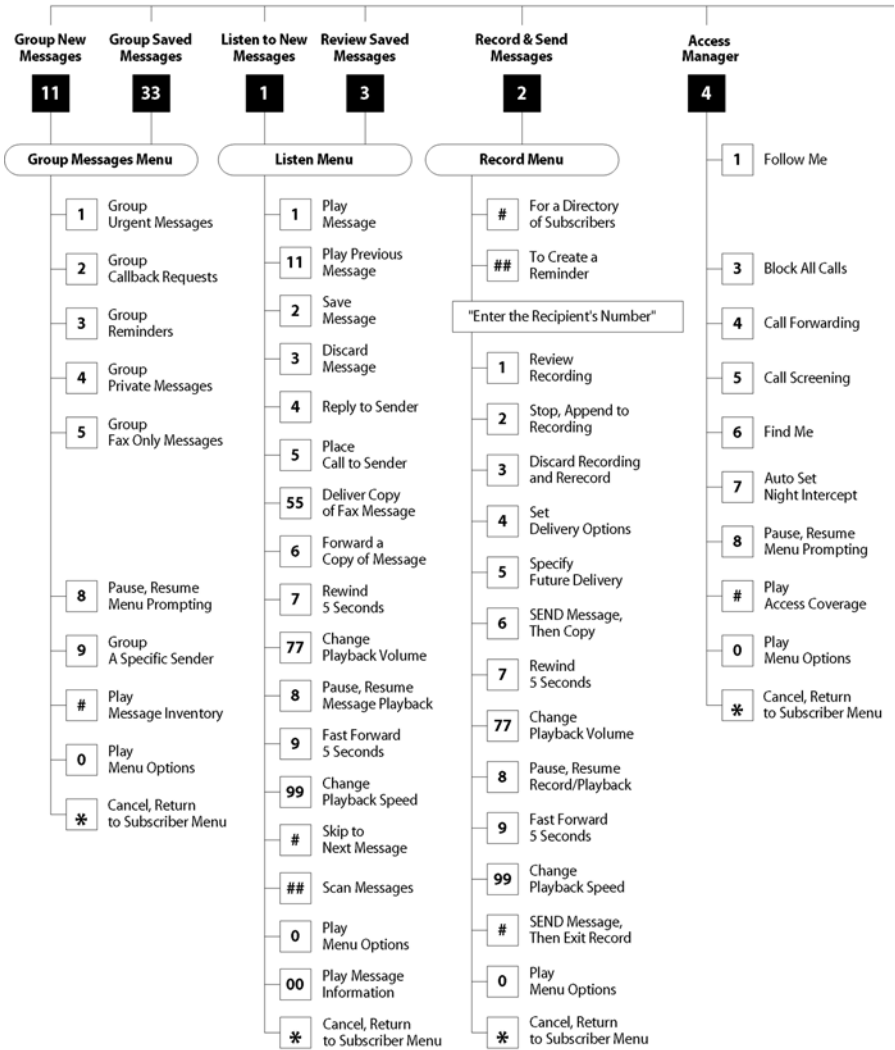 Group New
Messages
11
Group Saved
Messages
33
Group Messages Menu
1
Group
Urgent Messages
2
Group
Callback Requests
3
Group
Reminders
4
Group
Private Messages
5
Group
Fax Only Messages
8
Pause, Resume
Menu Prompting
9
Group
A Specific Sender
#
Play
Message Inventory
0
Play
Menu Options
*
Cancel, Return
to Subscriber Menu
Listen to New
Messages
1
Review Saved
Messages
3
Listen Menu
1
Play
Message
11
Play Previous
Message
2
Save
Message
3
Discard
Message
4
Reply to Sender
5
Place
Call to Sender
55
Deliver Copy
of Fax Message
6
Forward a
Copy of Message
7
Rewind
5 Seconds
77
Change
Playback Volume
8
Pause, Resume
Message Playback
9
Fast Forward
5 Seconds
99
Change
Playback Speed
#
Skip to
Next Message
##
Scan Messages
0
Play
Menu Options
00
Play Message
Information
*
Cancel, Return
to Subscriber Menu
Record & Send
Messages
2
Record Menu
#
For a Directory
of Subscribers
##
To Create a
Reminder
"Enter the Recipient's Number"
1
Review
Recording
2
Stop, Append to
Recording
3
Discard Recording
and Rerecord
4
Set
Delivery Options
5
Specify
Future Delivery
6
SEND Message,
Then Copy
7
Rewind
5 Seconds
77
Change
Playback Volume
8
Pause, Resume
Record/Playback
9
Fast Forward
5 Seconds
99
Change
Playback Speed
#
SEND Message,
Then Exit Record
0
Play
Menu Options
*
Cancel, Return
to Subscriber Menu
Access
Manager
4
1
Follow Me
3
Block All Calls
4
Call Forwarding
5
Call Screening
6
Find Me
7
Auto Set
Night Intercept
8
Pause, Resume
Menu Prompting
#
Play
Access Coverage
0
Play
Menu Options
*
Cancel, Return
to Subscriber Menu